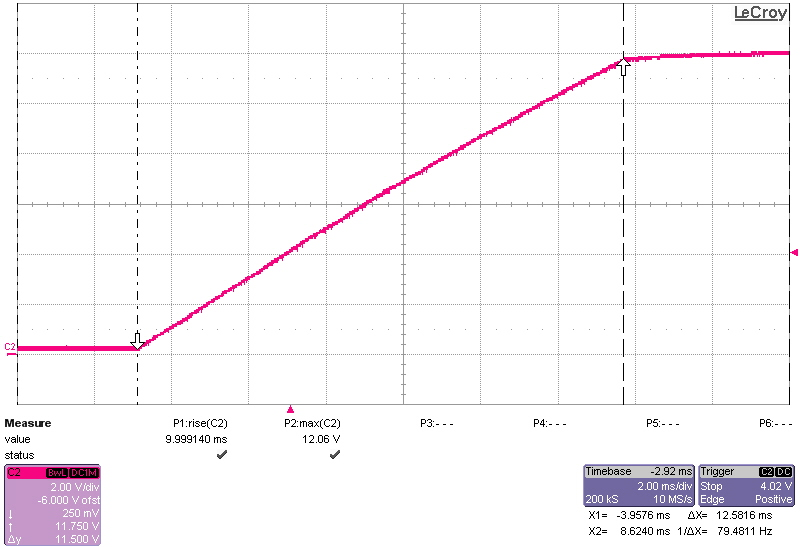 LeCroy
C2
Measure P1:rise(C2) P2:max(C2) P3:- - - P4:- - - P5:- - - P6:- - -
value 9.999140 ms 12.06 V
status
C2 BwL DC1M
2.00 V/div
-6.000 V ofst
↓ 250 mV
↑ 11.750 V
Δy 11.500 V
Timebase -2.92 ms
2.00 ms/div
200 kS 10 MS/s
Trigger C2 DC
Stop 4.02 V
Edge Positive
X1= -3.9576 ms ΔX= 12.5816 ms
X2= 8.6240 ms 1/ΔX= 79.4811 Hz